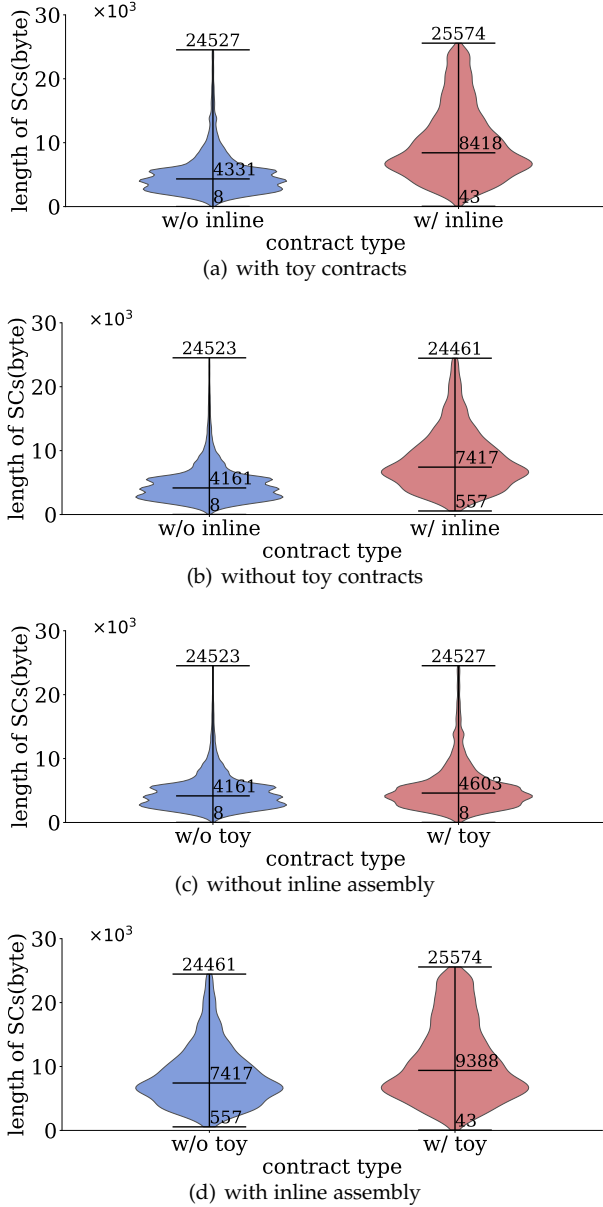 ×10³
30
20
10
0
length of SCs(byte)
24527
4331
8
25574
8418
43
w/o inline
w/ inline
contract type
(a) with toy contracts
×10³
30
20
10
0
length of SCs(byte)
24523
4161
8
24461
7417
557
w/o inline
w/ inline
contract type
(b) without toy contracts
×10³
30
20
10
0
length of SCs(byte)
24523
4161
8
24527
4603
8
w/o toy
w/ toy
contract type
(c) without inline assembly
×10³
30
20
10
0
length of SCs(byte)
24461
7417
557
25574
9388
43
w/o toy
w/ toy
contract type
(d) with inline assembly